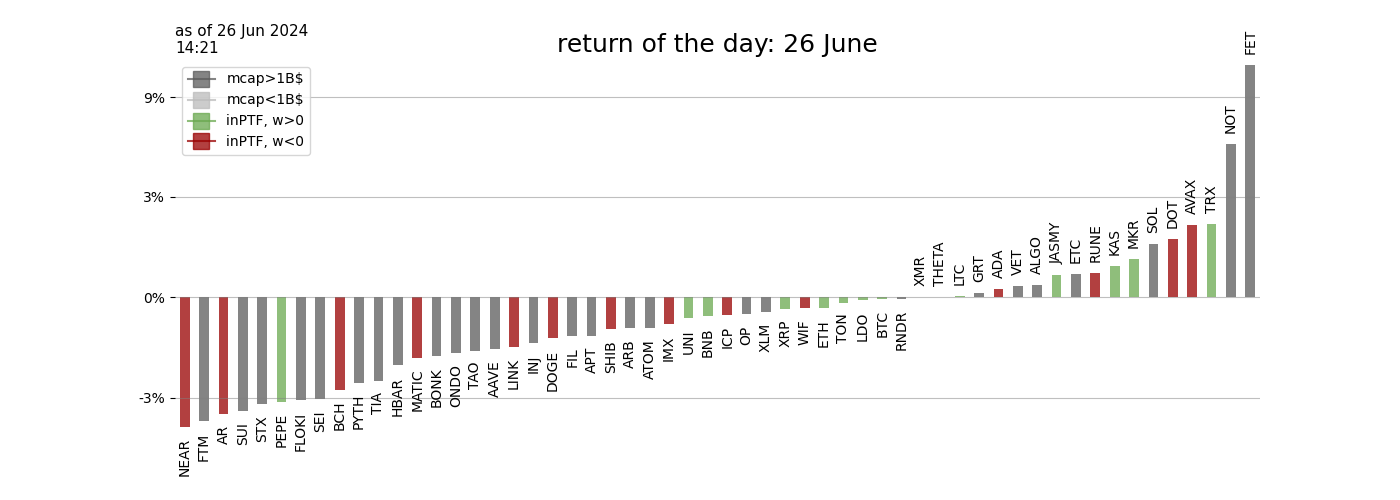 as of 26 Jun 2024
14:21
return of the day: 26 June
mcap>1B$
mcap<1B$
inPTF, w>0
inPTF, w<0
9%
3%
0%
-3%
NEAR
FTM
AR
SUI
STX
PEPE
FLOKI
SEI
BCH
PYTH
TIA
HBAR
MATIC
BONK
ONDO
TAO
AAVE
LINK
INJ
DOGE
FIL
APT
SHIB
ARB
ATOM
IMX
UNI
BNB
ICP
OP
XLM
XRP
WIF
ETH
TON
LDO
BTC
RNDR
XMR
THETA
LTC
GRT
ADA
VET
ALGO
JASMY
ETC
RUNE
KAS
MKR
SOL
DOT
AVAX
TRX
NOT
FET